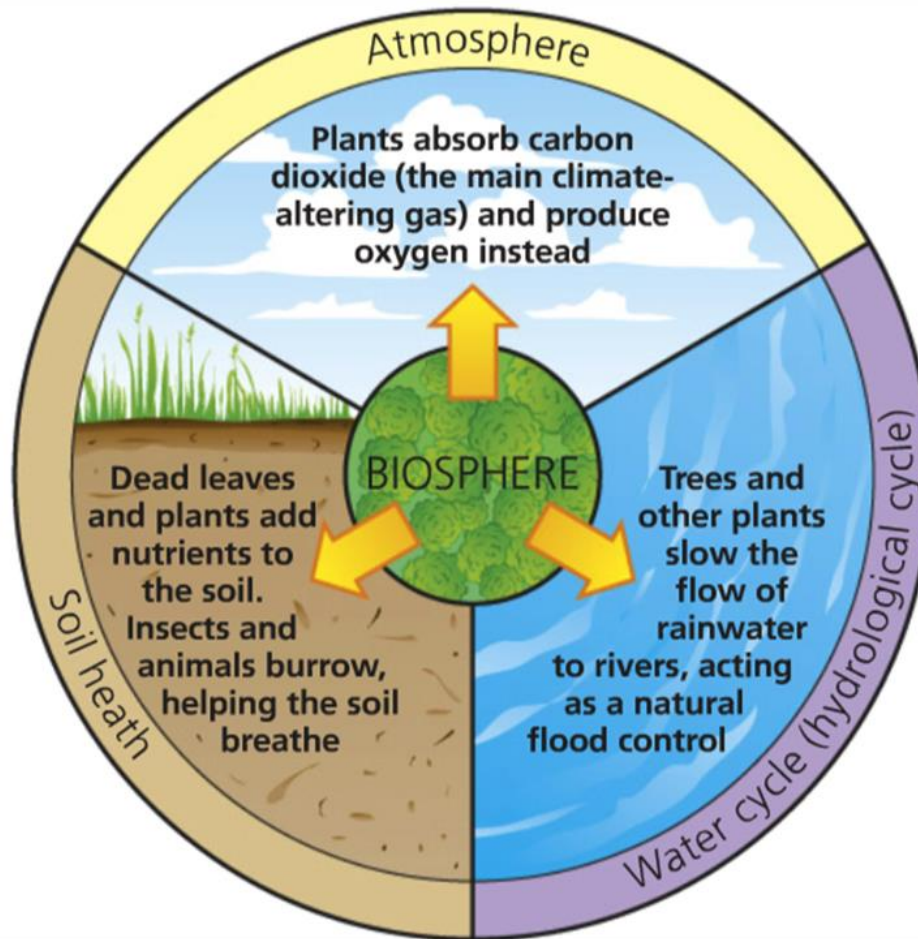 Atmosphere
Plants absorb carbon
dioxide (the main climate-
altering gas) and produce
oxygen instead
BIOSPHERE
Dead leaves
and plants add
nutrients to
the soil.
Insects and
animals burrow,
helping the soil
breathe
Soil heath
Trees and
other plants
slow the
flow of
rainwater
to rivers, acting
as a natural
flood control
Water cycle (hydrological cycle)